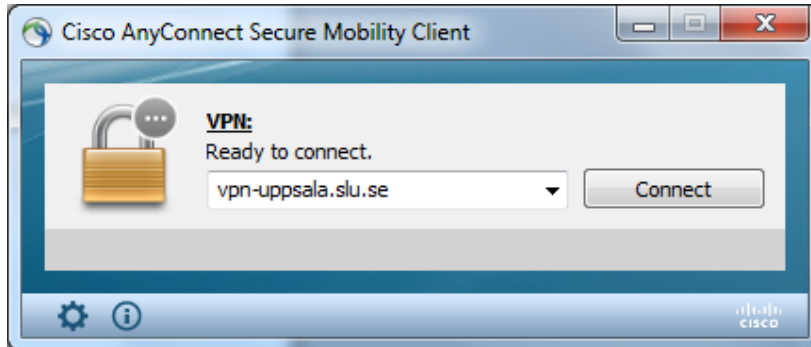 Cisco AnyConnect Secure Mobility Client
VPN:
Ready to connect.
vpn-uppsala.slu.se
Connect
CISCO